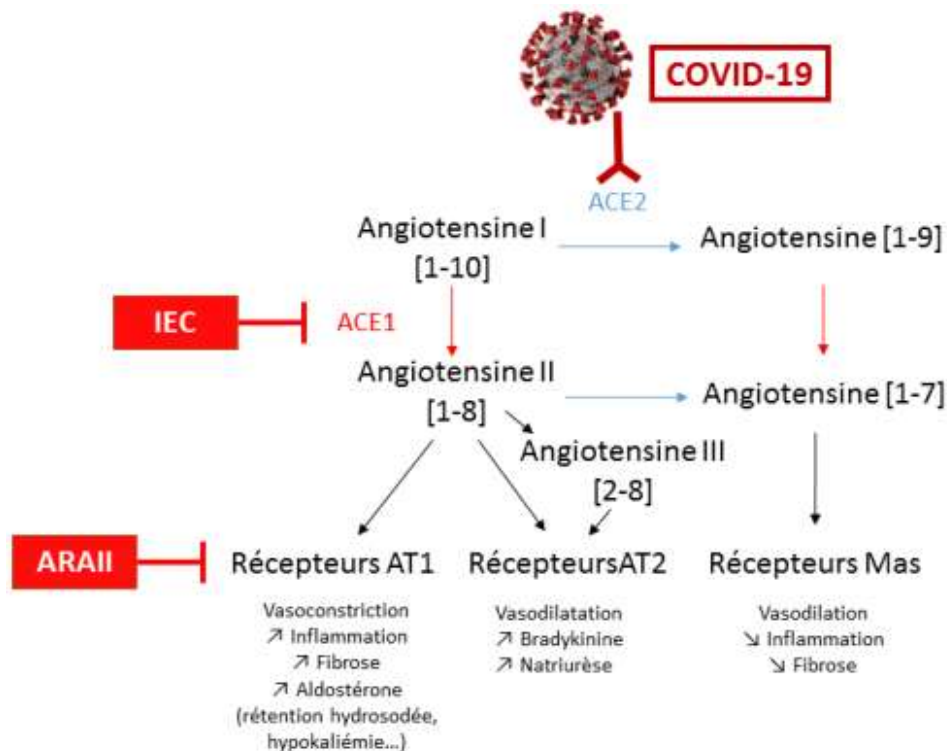 COVID-19
ACE2
Angiotensine I
[1-10]
Angiotensine [1-9]
IEC
ACE1
Angiotensine II
[1-8]
Angiotensine [1-7]
Angiotensine III
[2-8]
ARAII
Récepteurs AT1
RécepteursAT2
Récepteurs Mas
Vasoconstriction
↗ Inflammation
↗ Fibrose
↗ Aldostérone
(rétention hydrosodée,
hypokaliémie...)
Vasodilatation
↗ Bradykinine
↗ Natriurèse
Vasodilation
↘ Inflammation
↘ Fibrose